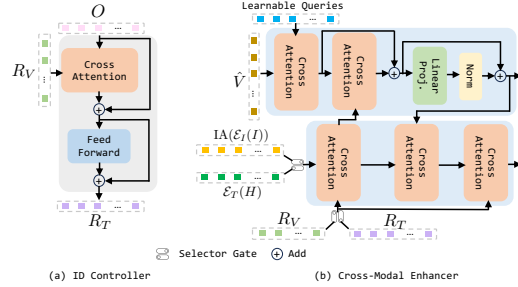 O
R_V
Cross
Attention
Feed
Forward
R_T
Learnable Queries
V̂
Cross
Attention
Cross
Attention
Linear
Proj.
Norm
IA(ℰ_I(I))
ℰ_T(H)
Cross
Attention
Cross
Attention
Cross
Attention
R_V
R_T
Selector Gate
Add
(a) ID Controller
(b) Cross-Modal Enhancer